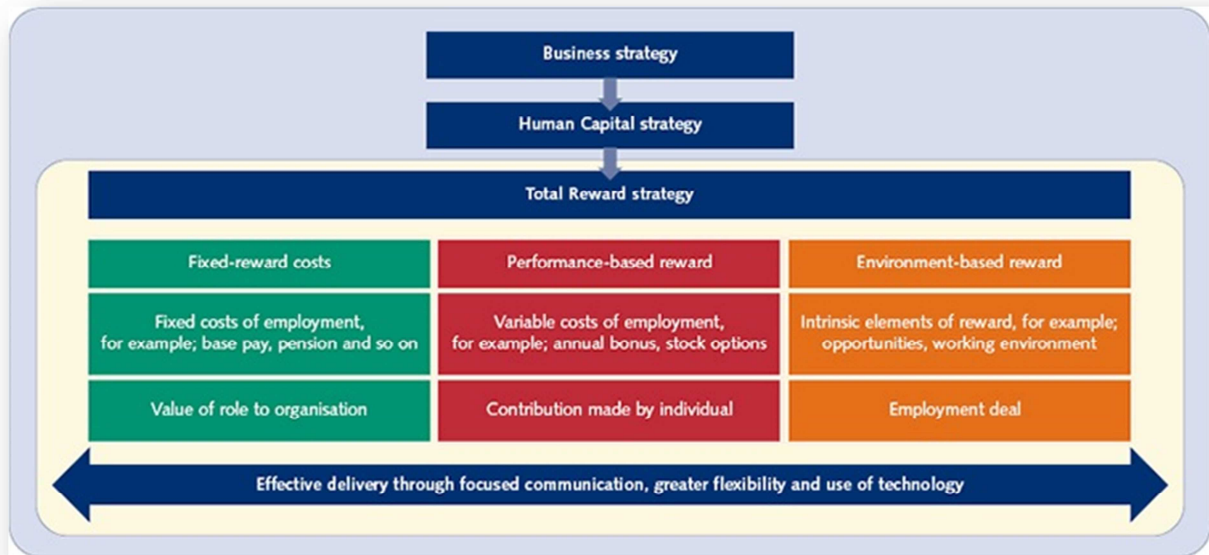 Business strategy
Human Capital strategy
Total Reward strategy
Fixed-reward costs
Performance-based reward
Environment-based reward
Fixed costs of employment,
for example; base pay, pension and so on
Variable costs of employment,
for example; annual bonus, stock options
Intrinsic elements of reward, for example;
opportunities, working environment
Value of role to organisation
Contribution made by individual
Employment deal
Effective delivery through focused communication, greater flexibility and use of technology